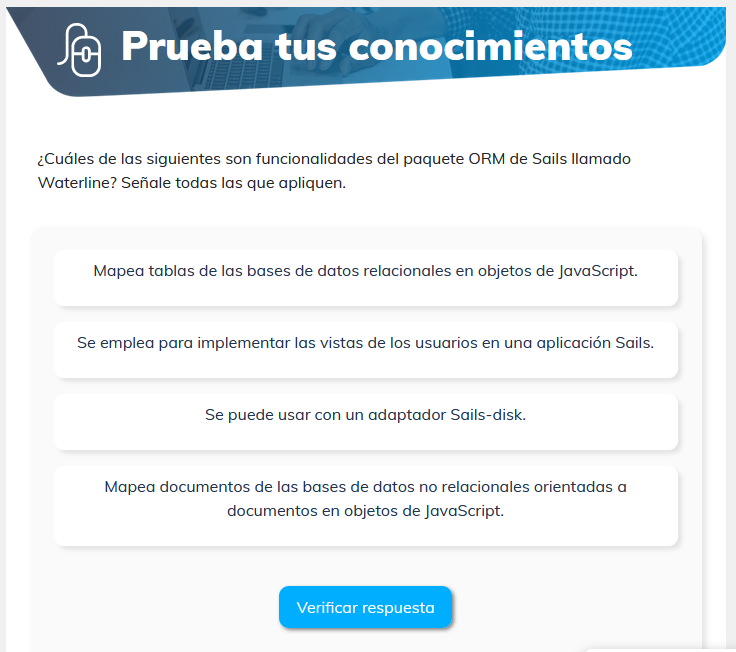 Prueba tus conocimientos
¿Cuáles de las siguientes son funcionalidades del paquete ORM de Sails llamado
Waterline? Señale todas las que apliquen.
Mapea tablas de las bases de datos relacionales en objetos de JavaScript.
Se emplea para implementar las vistas de los usuarios en una aplicación Sails.
Se puede usar con un adaptador Sails-disk.
Mapea documentos de las bases de datos no relacionales orientadas a
documentos en objetos de JavaScript.
Verificar respuesta